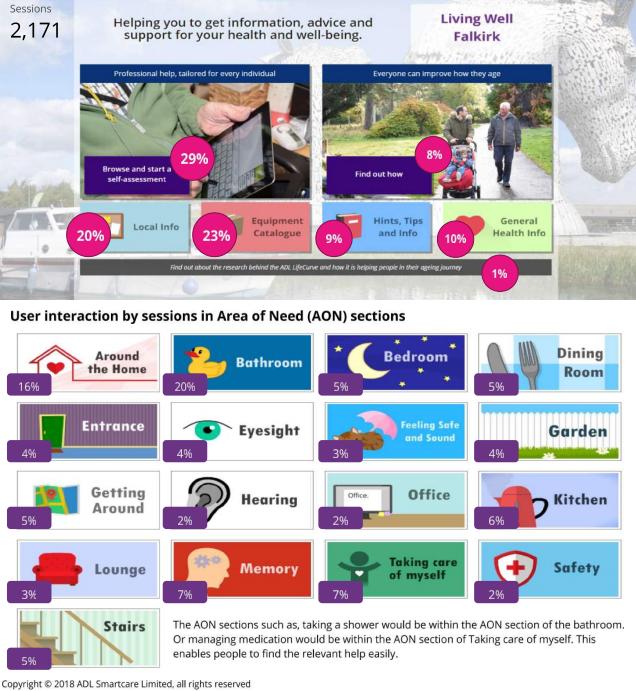 Sessions
2,171
Helping you to get information, advice and
support for your health and well-being.
Living Well
Falkirk
Professional help, tailored for every individual
Everyone can improve how they age
29%
Browse and start a
self-assessment
8%
Find out how
20%
Local Info
23%
Equipment
Catalogue
9%
Hints, Tips
and Info
10%
General
Health Info
Find out about the research behind the ADL LifeCurve and how it is helping people in their ageing journey
1%
User interaction by sessions in Area of Need (AON) sections
Around
the Home
16%
Bathroom
20%
Bedroom
5%
Dining
Room
5%
Entrance
4%
Eyesight
4%
Feeling Safe
and Sound
3%
Garden
4%
Getting
Around
5%
Hearing
2%
Office.
Office
2%
Kitchen
6%
Lounge
3%
Memory
7%
Taking care
of myself
7%
Safety
2%
Stairs
5%
The AON sections such as, taking a shower would be within the AON section of the bathroom.
Or managing medication would be within the AON section of Taking care of myself. This
enables people to find the relevant help easily.
Copyright © 2018 ADL Smartcare Limited, all rights reserved